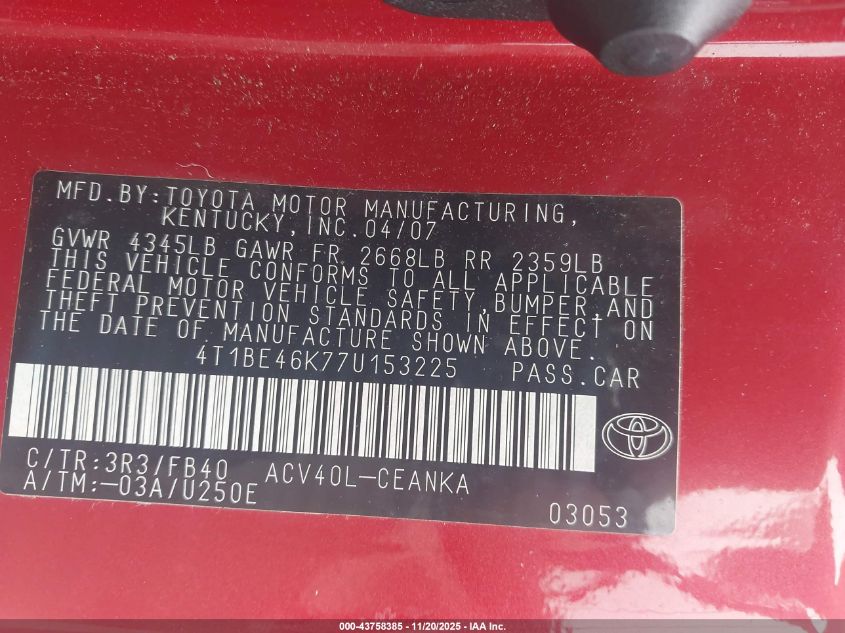 MFD.BY:TOYOTA MOTOR MANUFACTURING,
KENTUCKY,INC.04/07
GVWR 4345LB GAWR FR 2668LB RR 2359LB
THIS VEHICLE CONFORMS TO ALL APPLICABLE
FEDERAL MOTOR VEHICLE SAFETY,BUMPER,AND
THEFT PREVENTION STANDARDS IN EFFECT ON
THE DATE OF MANUFACTURE SHOWN ABOVE.
4T1BE46K77U153225 PASS.CAR
C/TR:3R3/FB40 ACV40L-CEANKA
A/TM:-03A/U250E
03053
000-43758385 - 11/20/2025 - IAA Inc.